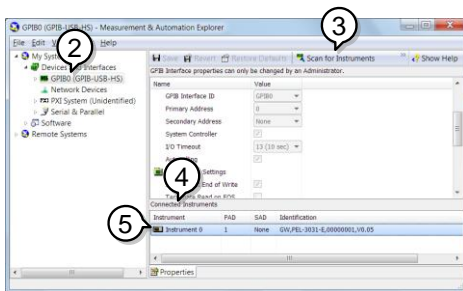 GPIB0 (GPIB-USB-HS) - Measurement & Automation Explorer
3
File Edit Help
2
My System
Devices Interfaces
GPIB0 (GPIB-USB-HS)
Network Devices
PXI System (Unidentified)
Serial & Parallel
Software
Remote Systems
Save Revert Restore Defaults Scan for Instruments Show Help
GPIB Interface properties can only be changed by an Administrator.
Name Value
GPIB Interface ID GPIB0
Primary Address 0
Secondary Address None
System Controller
I/O Timeout 13 (10 sec)
Settings
4
End of Write
Connected Instruments
Instrument PAD SAD Identification
5
Instrument 0 1 None GW,PEL-3031-E,00000001,V0.05
Properties